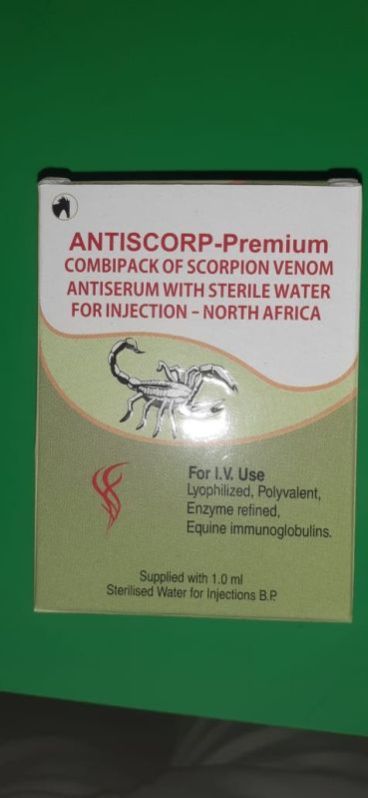 ANTISCORP-Premium
COMBIPACK OF SCORPION VENOM
ANTISERUM WITH STERILE WATER
FOR INJECTION – NORTH AFRICA
For I.V. Use
Lyophilized, Polyvalent,
Enzyme refined,
Equine immunoglobulins.
Supplied with 1.0 ml
Sterilised Water for Injections B.P.